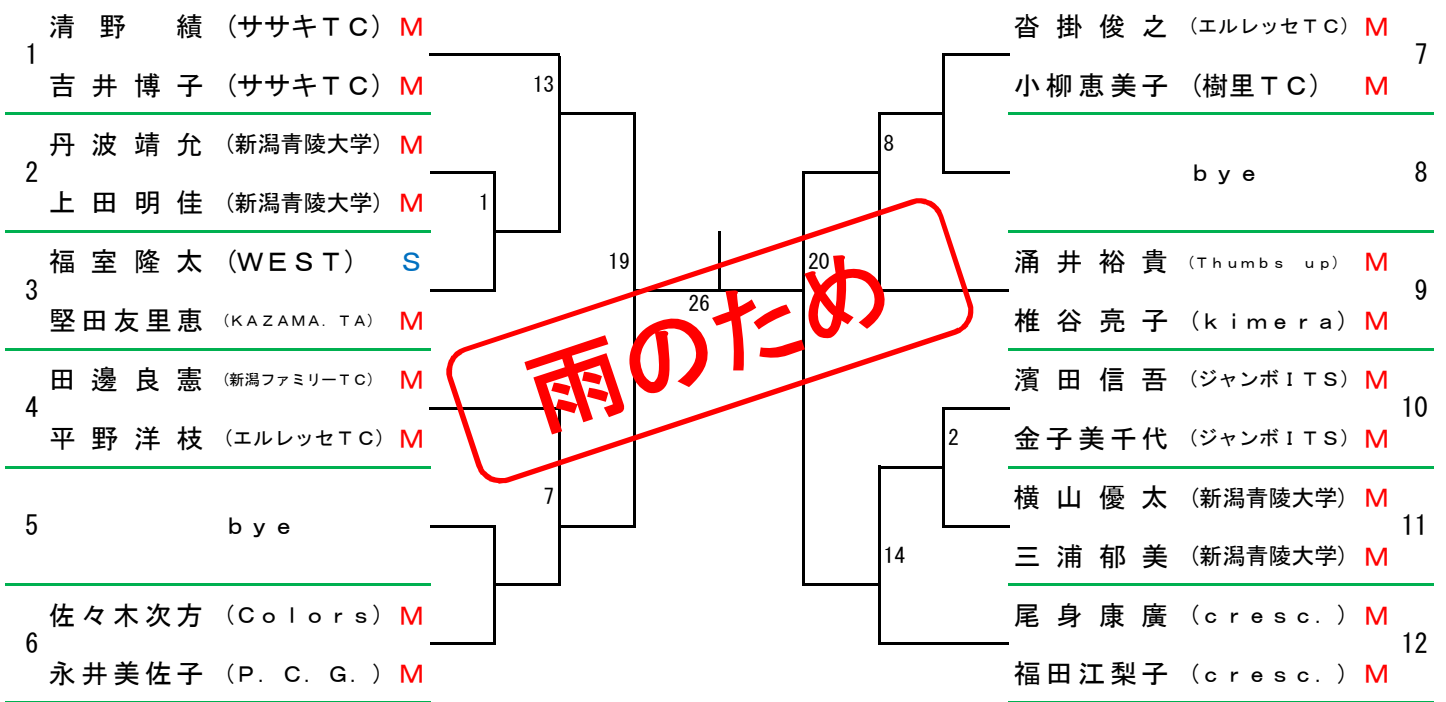 清野 績 (ササキTC) M
1
吉井博子 (ササキTC) M
丹波靖允 (新潟青陵大学) M
2
上田明佳 (新潟青陵大学) M
福室隆太 (WEST) S
3
堅田友里恵 (KAZAMA. TA) M
田邊良憲 (新潟ファミリーTC) M
4
平野洋枝 (エルレッセTC) M
5 bye
佐々木次方 (Colors) M
6
永井美佐子 (P. C. G. ) M
13
1
19
7
26
雨のため
20
8
2
14
沓掛俊之 (エルレッセTC) M
7
小柳恵美子 (樹里TC) M
bye 8
涌井裕貴 (Thumbs up) M
9
椎谷亮子 (kimera) M
濱田信吾 (ジャンボITS) M
10
金子美千代 (ジャンボITS) M
横山優太 (新潟青陵大学) M
11
三浦郁美 (新潟青陵大学) M
尾身康廣 (cresc. ) M
12
福田江梨子 (cresc. ) M